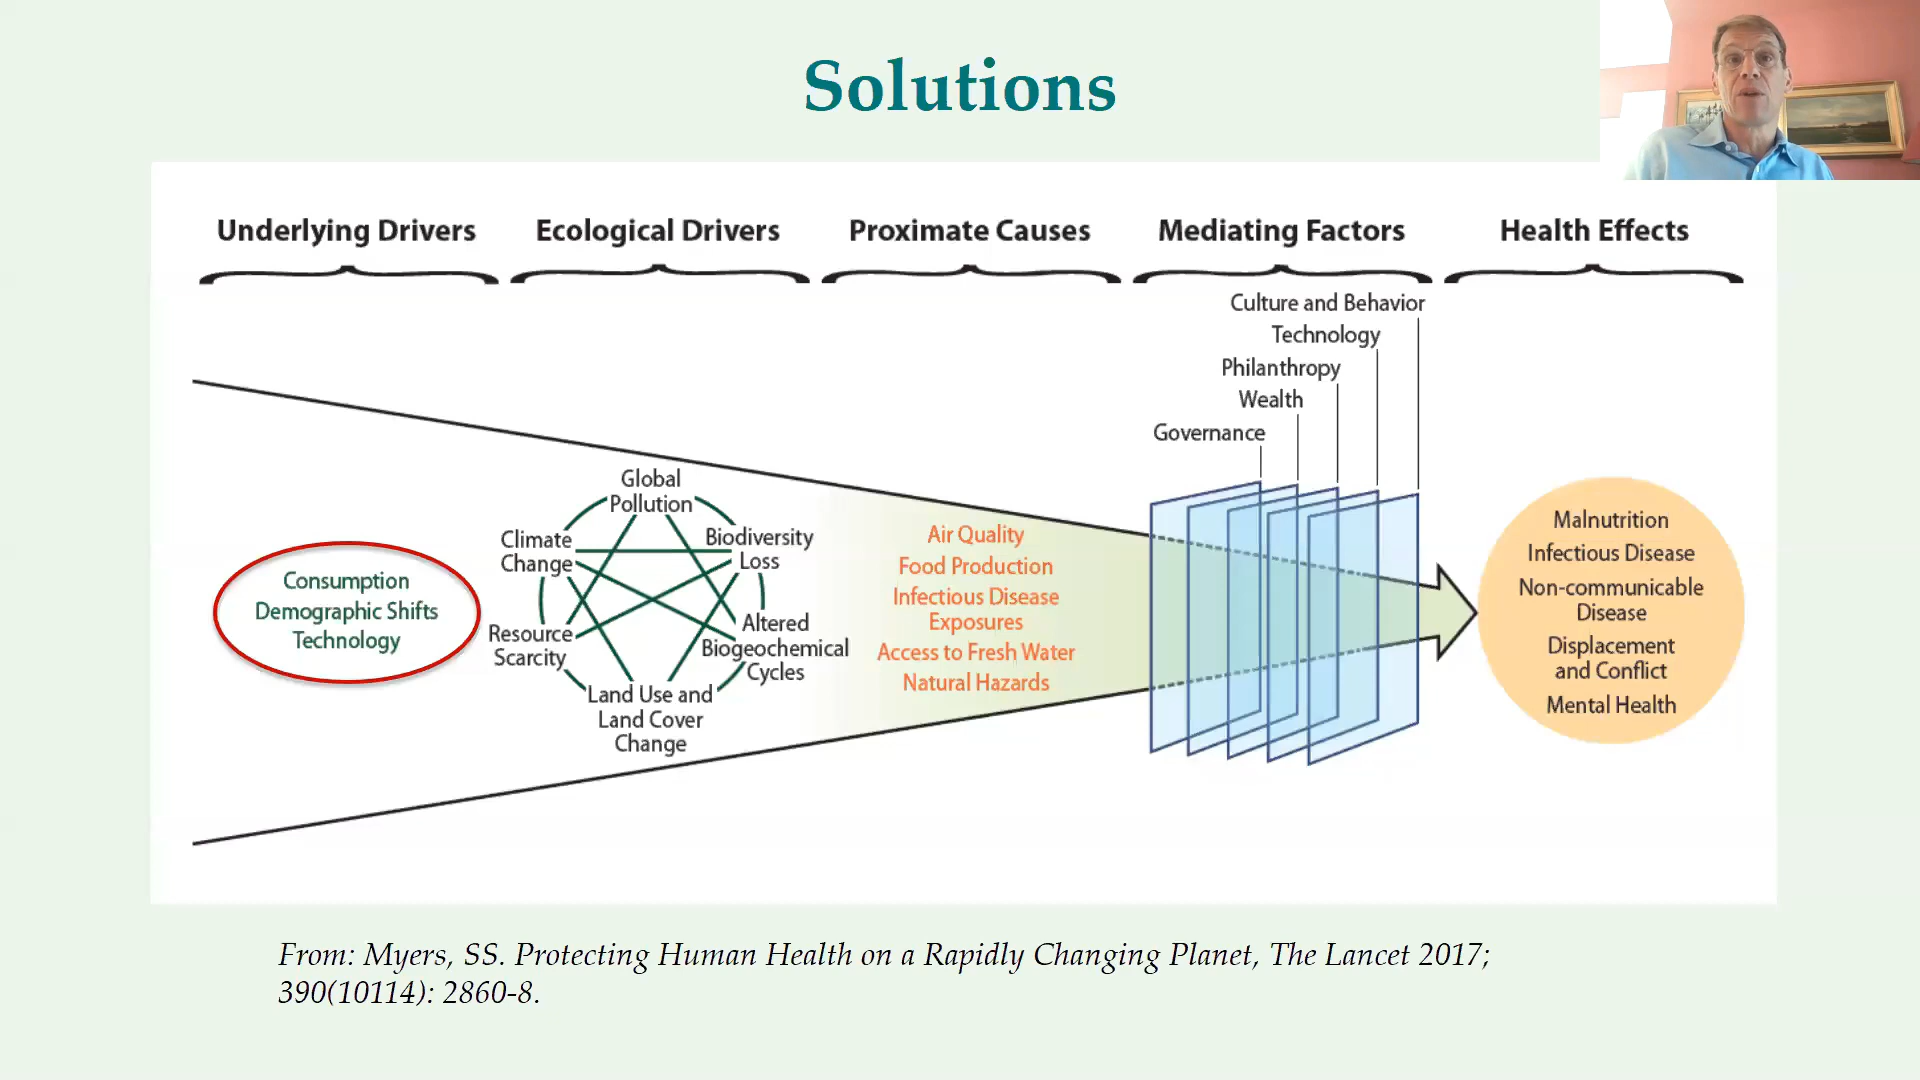 Solutions
Underlying Drivers
Ecological Drivers
Proximate Causes
Mediating Factors
Health Effects
Culture and Behavior
Technology
Philanthropy
Wealth
Governance
Consumption
Demographic Shifts
Technology
Global
Pollution
Climate
Change
Biodiversity
Loss
Resource
Scarcity
Altered
Biogeochemical
Cycles
Land Use and
Land Cover
Change
Air Quality
Food Production
Infectious Disease
Exposures
Access to Fresh Water
Natural Hazards
Malnutrition
Infectious Disease
Non-communicable
Disease
Displacement
and Conflict
Mental Health
From: Myers, SS. Protecting Human Health on a Rapidly Changing Planet, The Lancet 2017;
390(10114): 2860-8.